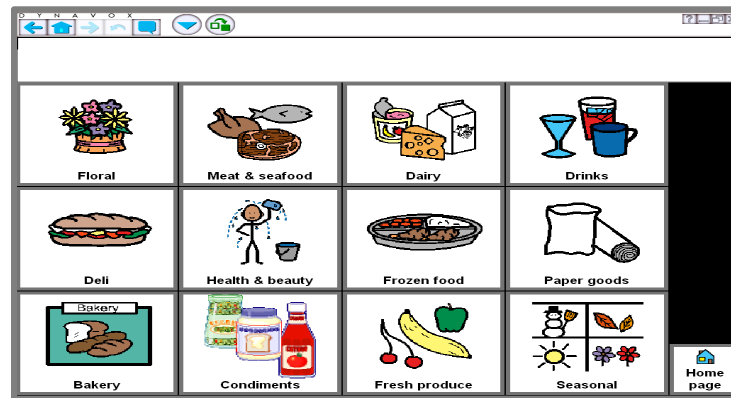 DYNAVOX
Floral
Meat & seafood
Dairy
Drinks
Deli
Health & beauty
Frozen food
Paper goods
Bakery
Bakery
Condiments
Fresh produce
Seasonal
Home
page